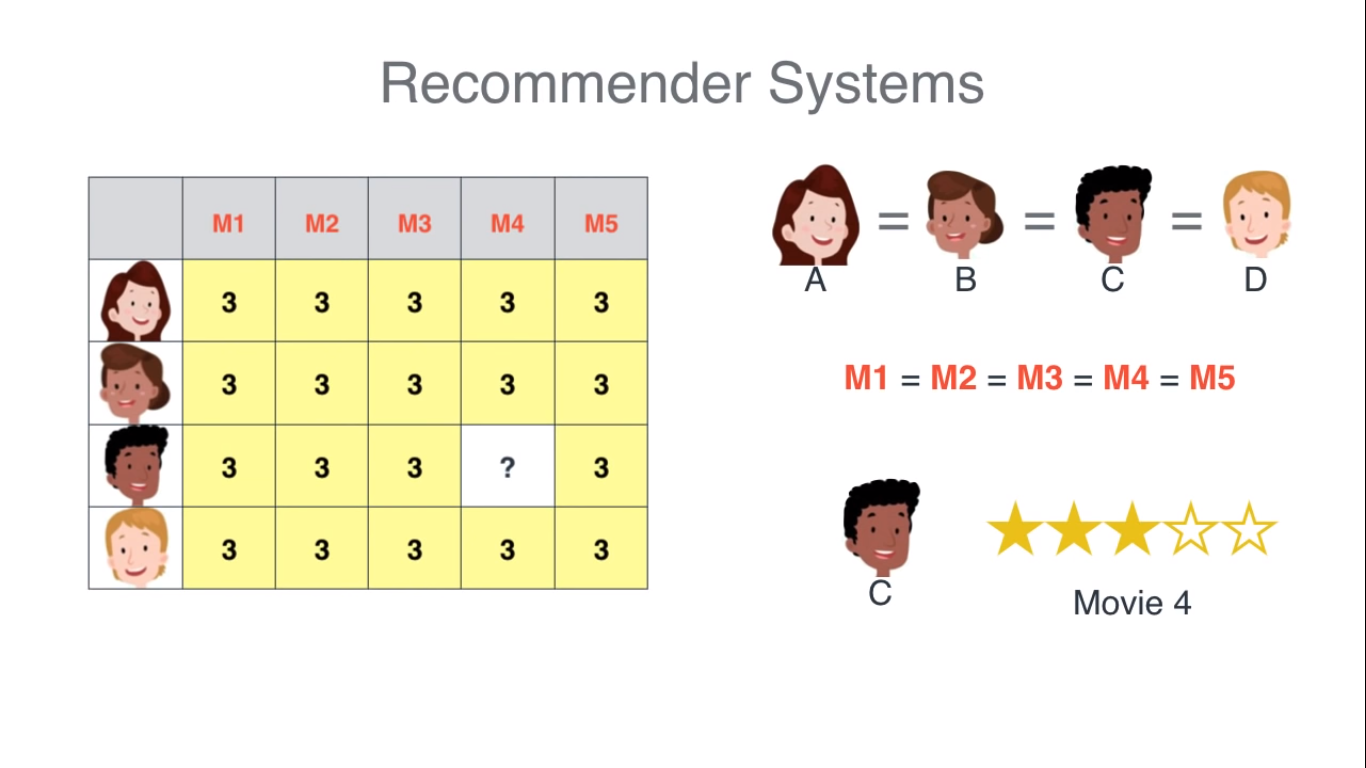 Recommender Systems
M1 M2 M3 M4 M5
3 3 3 3 3
3 3 3 3 3
3 3 3 ? 3
3 3 3 3 3
= = =
A B C D
M1 = M2 = M3 = M4 = M5
C
Movie 4